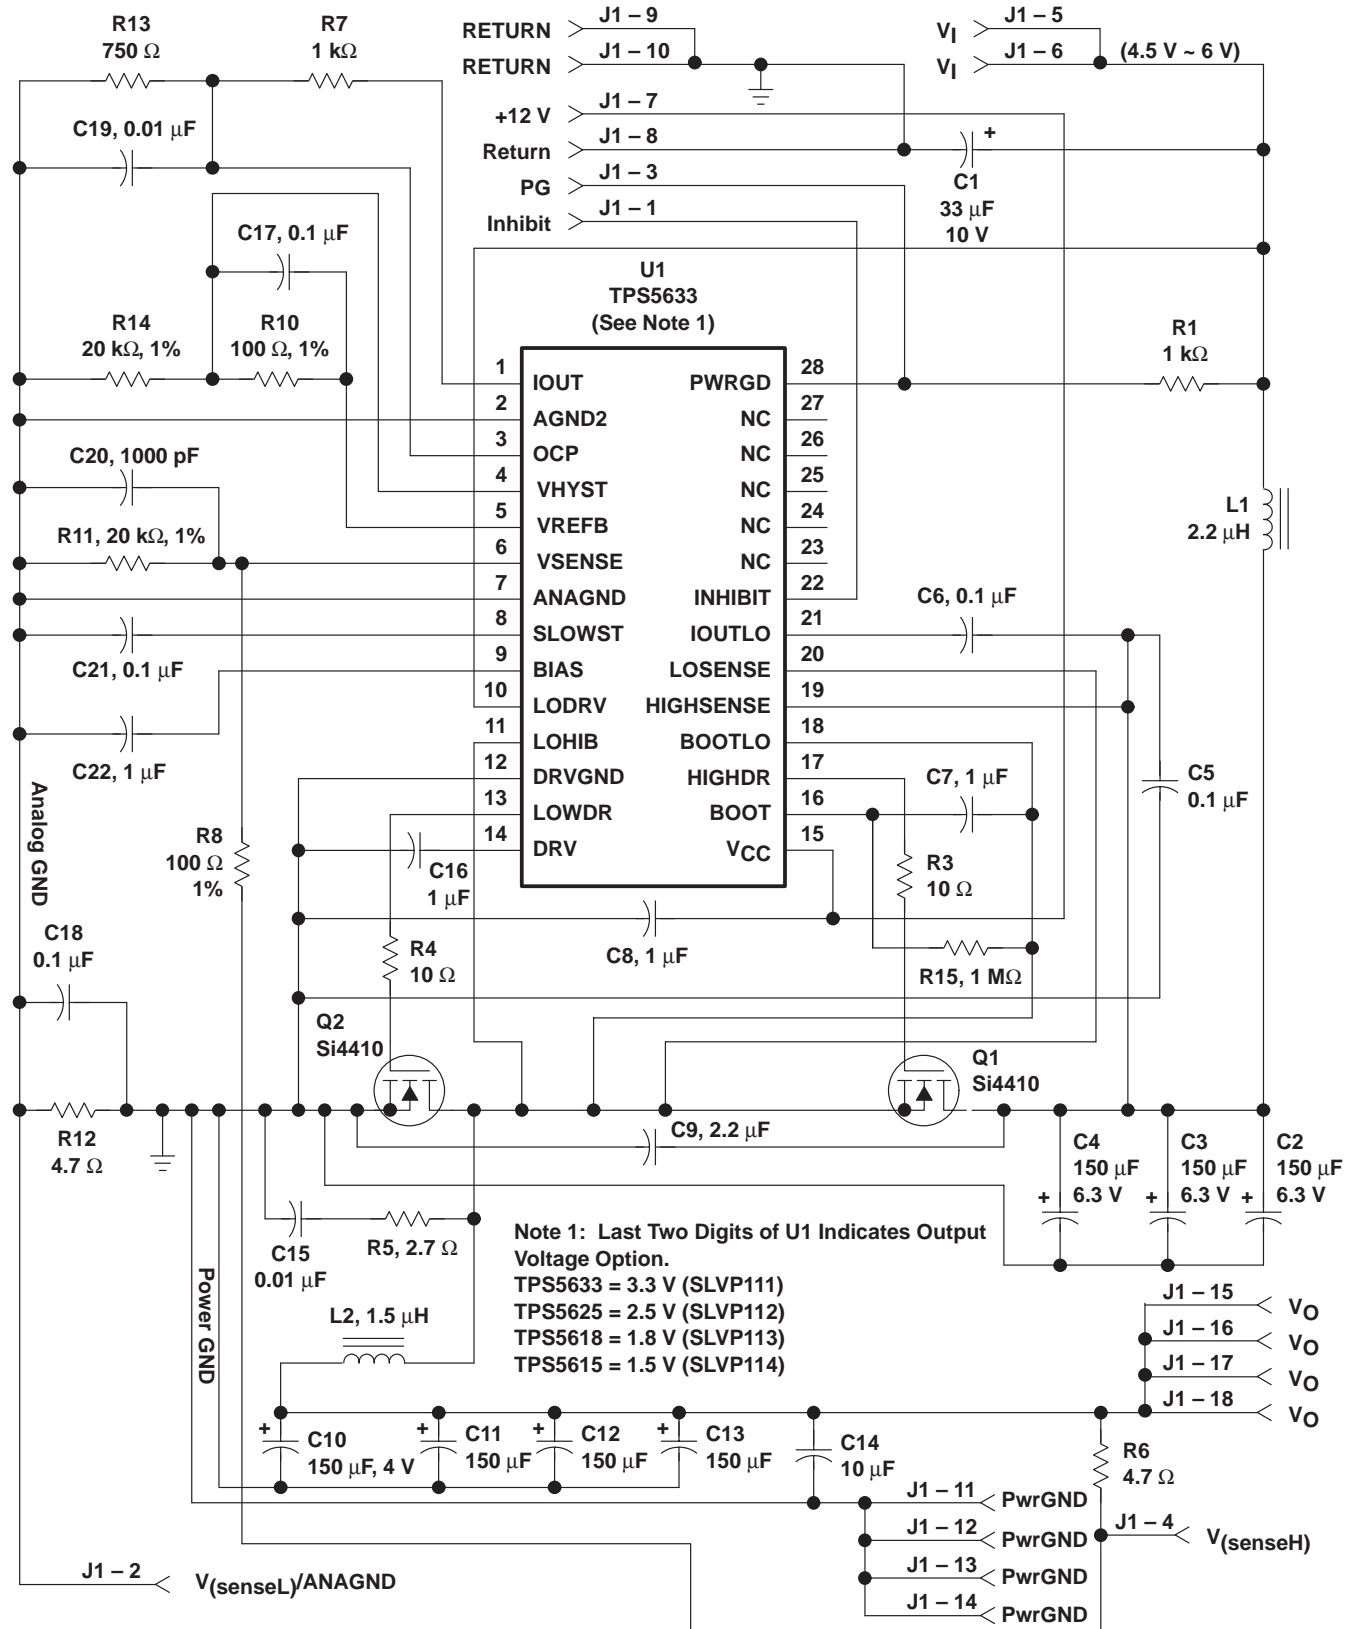 R13
750 Ω
R7
1 kΩ
C19, 0.01 μF
RETURN
J1 – 9
RETURN
J1 – 10
+12 V
J1 – 7
Return
J1 – 8
PG
J1 – 3
Inhibit
J1 – 1
VI
J1 – 5
VI
J1 – 6
(4.5 V ~ 6 V)
+
C1
33 μF
10 V
C17, 0.1 μF
R14
20 kΩ, 1%
R10
100 Ω, 1%
U1
TPS5633
(See Note 1)
R1
1 kΩ
1
IOUT
2
AGND2
3
OCP
4
VHYST
5
VREFB
6
VSENSE
7
ANAGND
8
SLOWST
9
BIAS
10
LODRV
11
LOHIB
12
DRVGND
13
LOWDR
14
DRV
PWRGD
28
NC
27
NC
26
NC
25
NC
24
NC
23
INHIBIT
22
IOUTLO
21
LOSENSE
20
HIGHSENSE
19
BOOTLO
18
HIGHDR
17
BOOT
16
VCC
15
C20, 1000 pF
R11, 20 kΩ, 1%
C21, 0.1 μF
C22, 1 μF
L1
2.2 μH
C6, 0.1 μF
C5
0.1 μF
C7, 1 μF
R3
10 Ω
Analog GND
R8
100 Ω
1%
C16
1 μF
C18
0.1 μF
R4
10 Ω
C8, 1 μF
R15, 1 MΩ
Q2
Si4410
Q1
Si4410
R12
4.7 Ω
C9, 2.2 μF
C4
150 μF
+ 6.3 V
C3
150 μF
+ 6.3 V
C2
150 μF
+ 6.3 V
C15
0.01 μF
R5, 2.7 Ω
Power GND
L2, 1.5 μH
Note 1: Last Two Digits of U1 Indicates Output
Voltage Option.
TPS5633 = 3.3 V (SLVP111)
TPS5625 = 2.5 V (SLVP112)
TPS5618 = 1.8 V (SLVP113)
TPS5615 = 1.5 V (SLVP114)
J1 – 15
VO
J1 – 16
VO
J1 – 17
VO
J1 – 18
VO
+ C10
150 μF, 4 V
+ C11
150 μF
+ C12
150 μF
+ C13
150 μF
C14
10 μF
R6
4.7 Ω
J1 – 11
PwrGND
J1 – 12
PwrGND
J1 – 13
PwrGND
J1 – 14
PwrGND
J1 – 4
V(senseH)
J1 – 2
V(senseL)/ANAGND